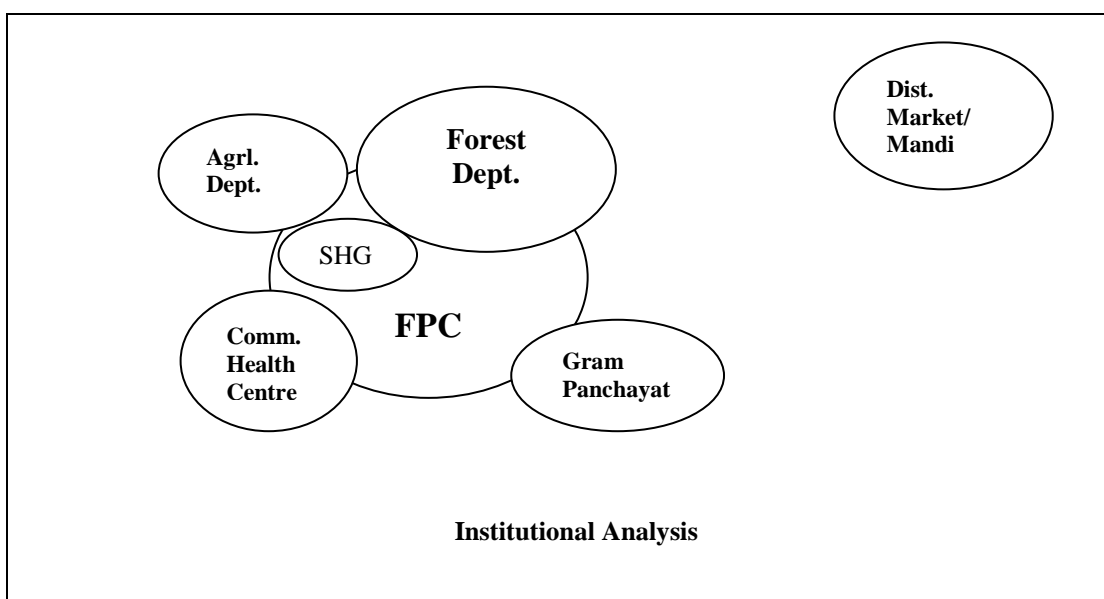 Dist.
Market/
Mandi
Forest
Dept.
Agrl.
Dept.
SHG
FPC
Comm.
Health
Centre
Gram
Panchayat
Institutional Analysis